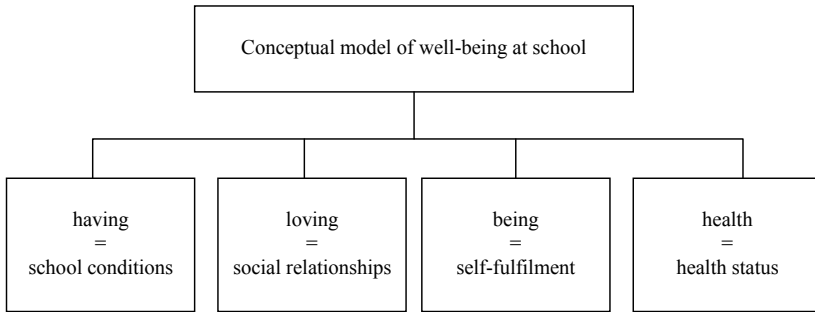 Conceptual model of well-being at school
having
=
school conditions
loving
=
social relationships
being
=
self-fulfilment
health
=
health status